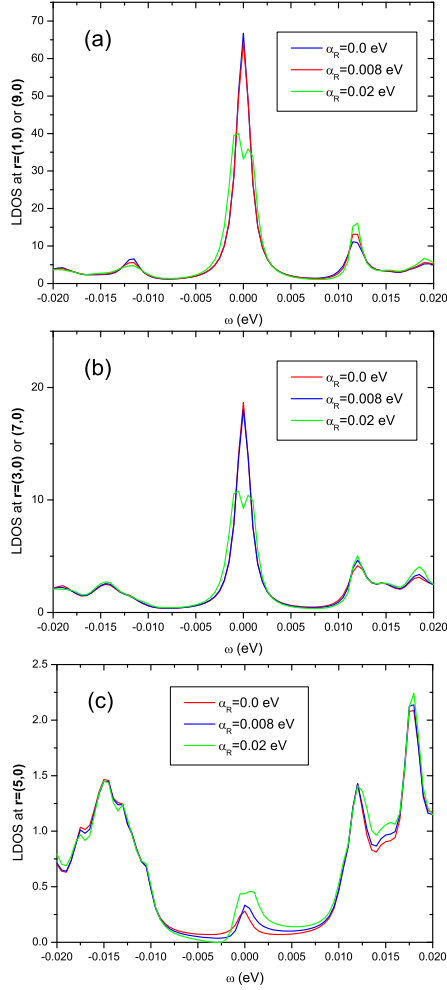 (a)
α_R=0.0 eV
α_R=0.008 eV
α_R=0.02 eV
LDOS at r=(1,0) or (9,0)
70
60
50
40
30
20
10
0
-0.020 -0.015 -0.010 -0.005 0.000 0.005 0.010 0.015 0.020
ω (eV)
(b)
α_R=0.0 eV
α_R=0.008 eV
α_R=0.02 eV
LDOS at r=(3,0) or (7,0)
20
10
0
-0.020 -0.015 -0.010 -0.005 0.000 0.005 0.010 0.015 0.020
ω (eV)
(c)
α_R=0.0 eV
α_R=0.008 eV
α_R=0.02 eV
LDOS at r=(5,0)
2.5
2.0
1.5
1.0
0.5
0.0
-0.020 -0.015 -0.010 -0.005 0.000 0.005 0.010 0.015 0.020
ω (eV)